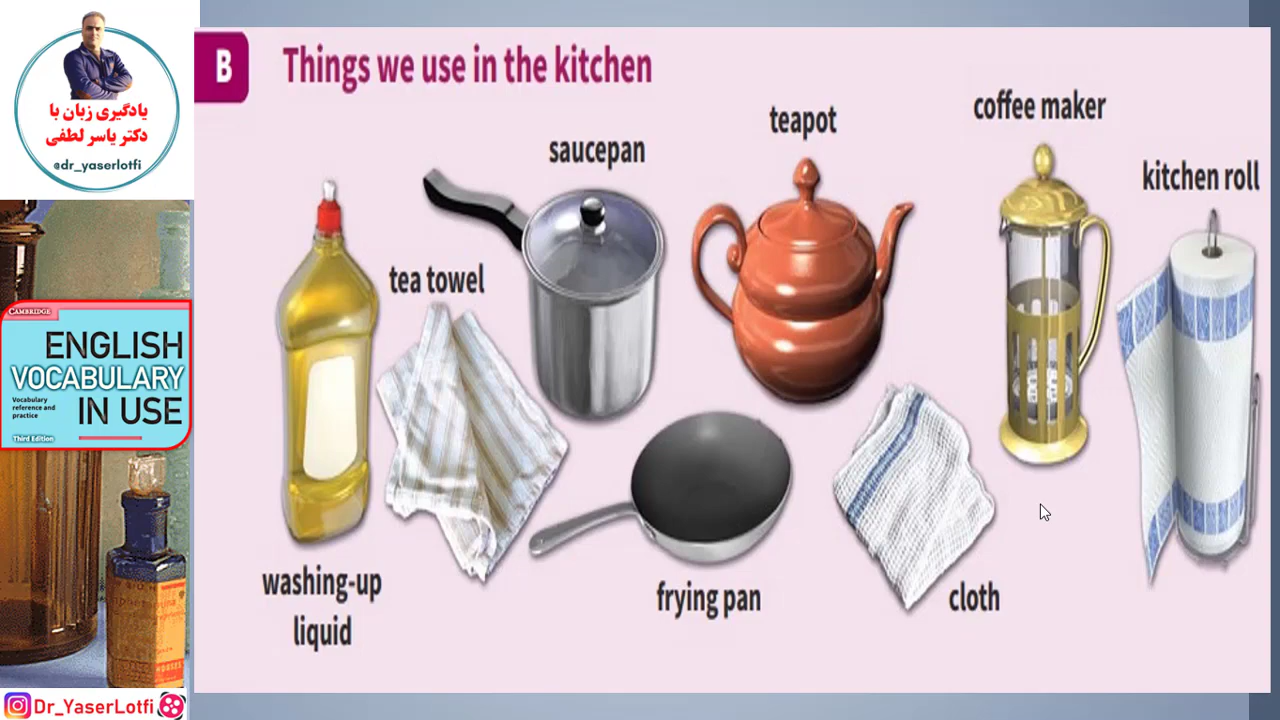 یادگیری زبان با
دکتر یاسر لطفی
@dr_yaserlotfi
CAMBRIDGE
ENGLISH
VOCABULARY
IN USE
Vocabulary
reference and
practice
Third Edition
Dr_YaserLotfi
B
Things we use in the kitchen
teapot
coffee maker
saucepan
kitchen roll
tea towel
washing-up
liquid
frying pan
cloth